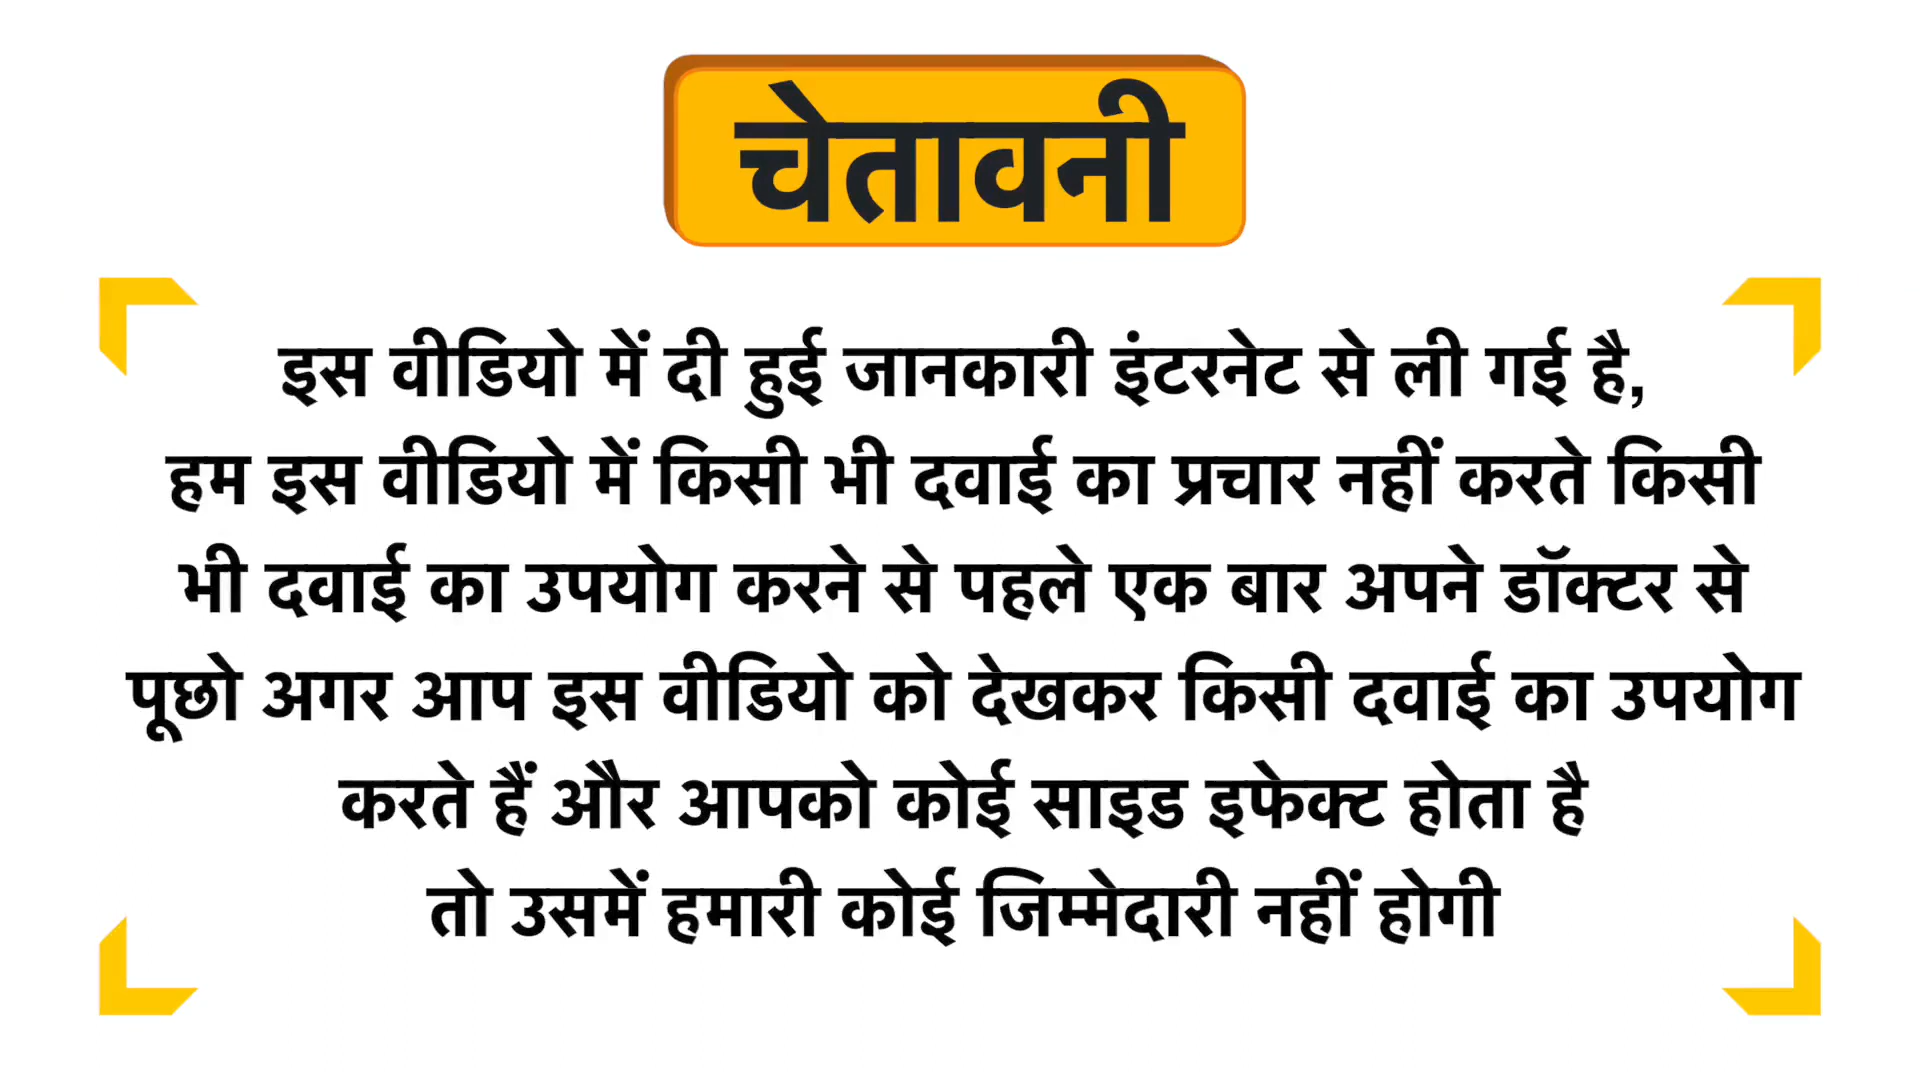 चेतावनी
इस वीडियो में दी हुई जानकारी इंटरनेट से ली गई है,
हम इस वीडियो में किसी भी दवाई का प्रचार नहीं करते किसी
भी दवाई का उपयोग करने से पहले एक बार अपने डॉक्टर से
पूछो अगर आप इस वीडियो को देखकर किसी दवाई का उपयोग
करते हैं और आपको कोई साइड इफेक्ट होता है
तो उसमें हमारी कोई जिम्मेदारी नहीं होगी